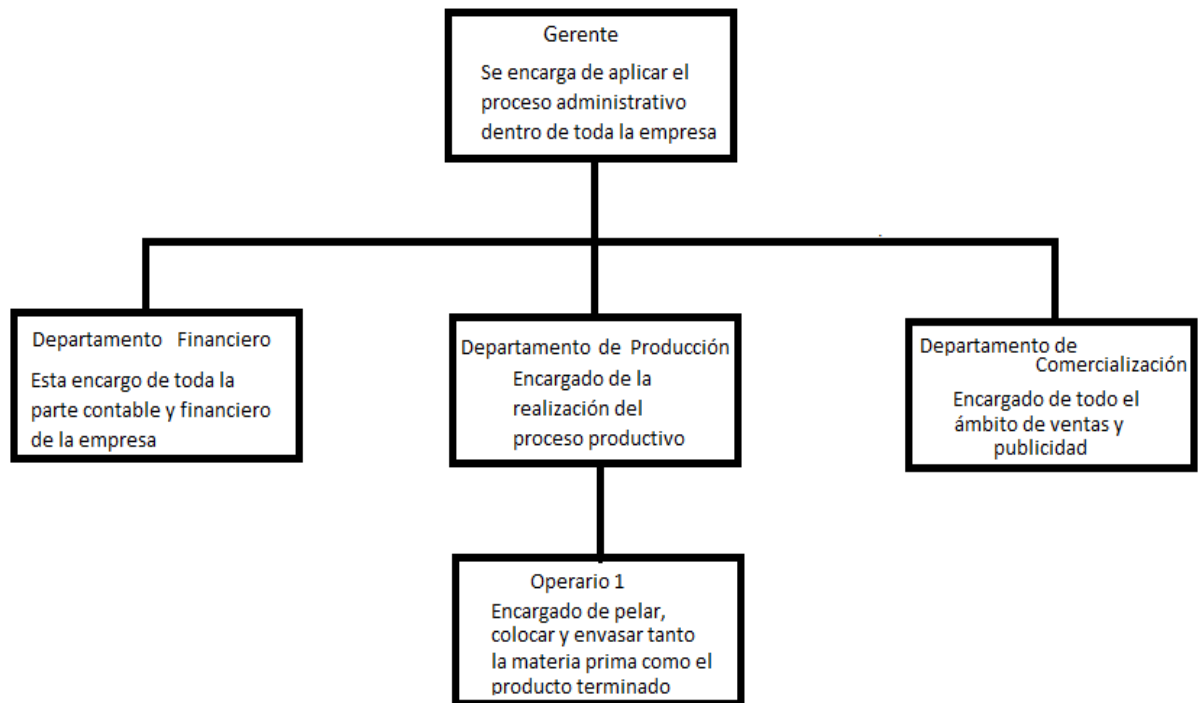 Gerente
Se encarga de aplicar el
proceso administrativo
dentro de toda la empresa
Departamento Financiero
Esta encargo de toda la
parte contable y financiero
de la empresa
Departamento de Producción
Encargado de la
realización del
proceso productivo
Departamento de
Comercialización
Encargado de todo el
ámbito de ventas y
publicidad
Operario 1
Encargado de pelar,
colocar y envasar tanto
la materia prima como el
producto terminado